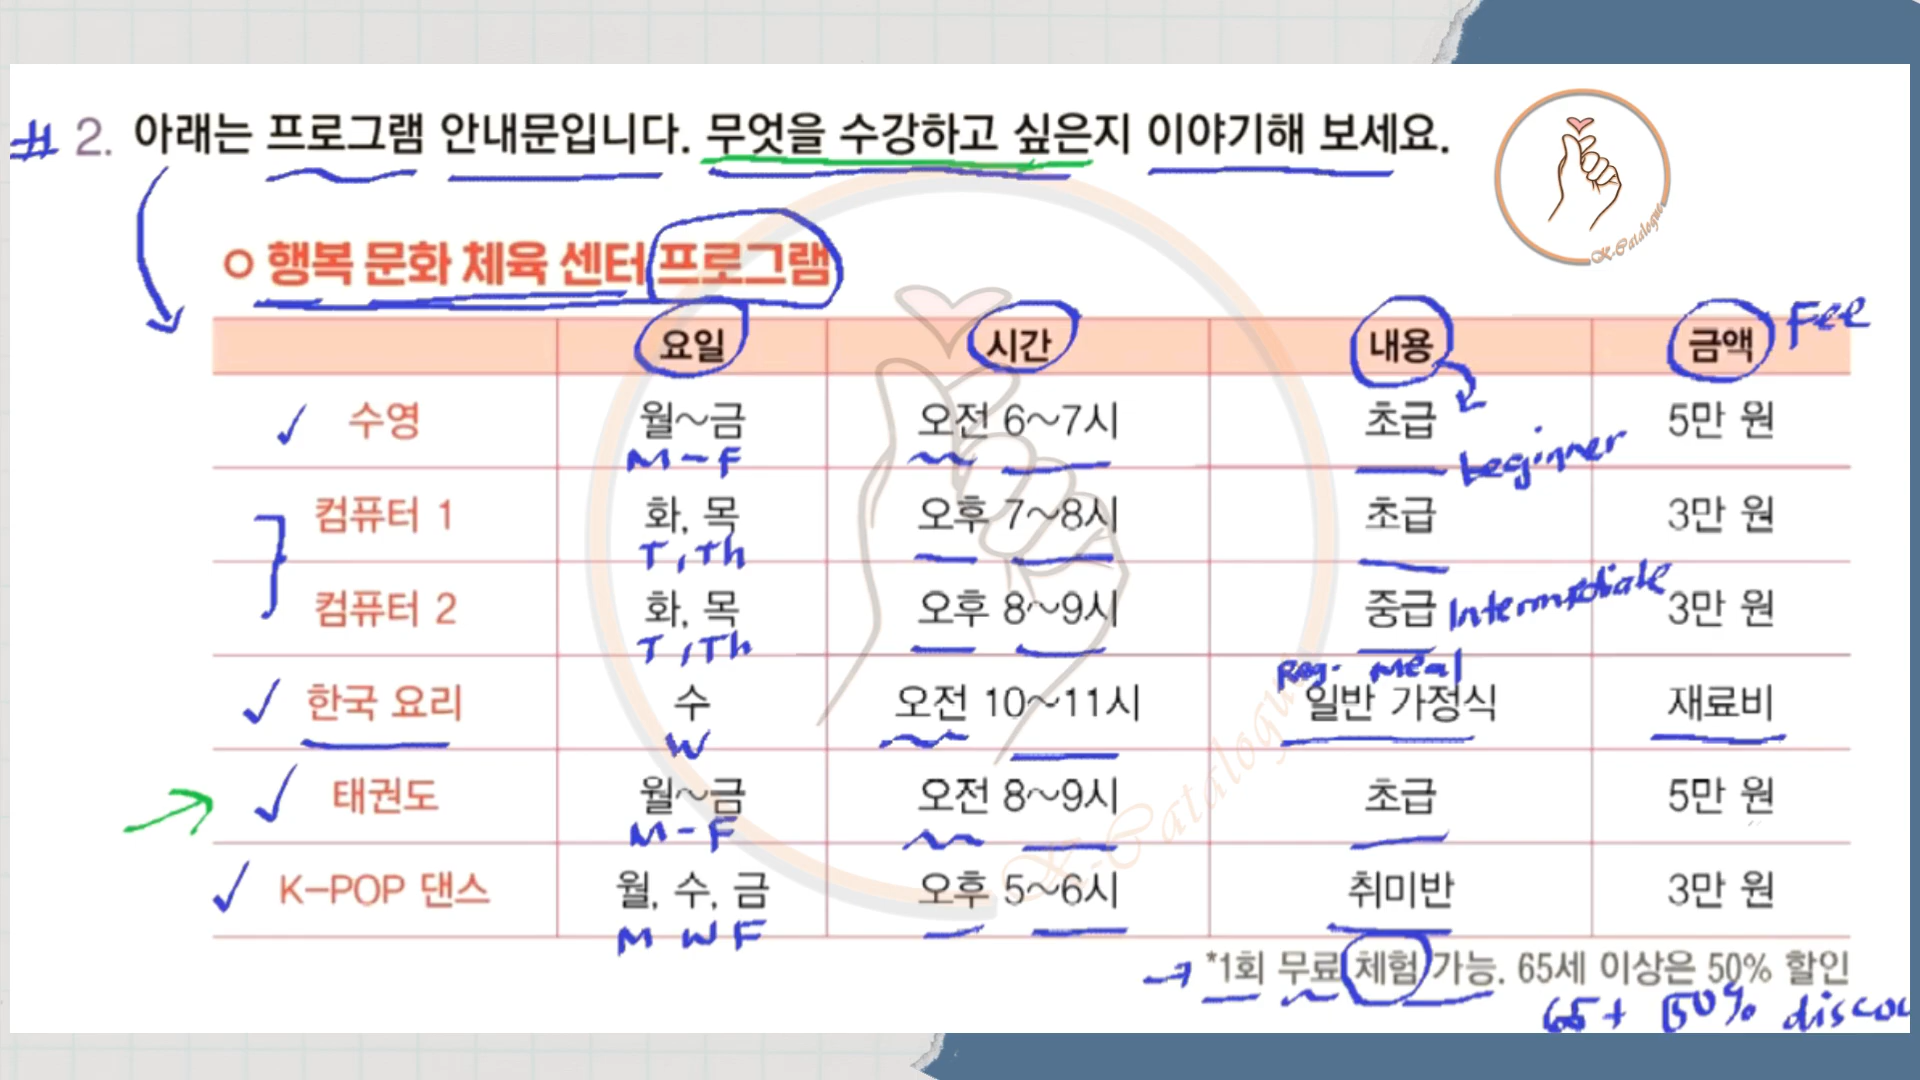 # 2. 아래는 프로그램 안내문입니다. 무엇을 수강하고 싶은지 이야기해 보세요.
K-Catalogue
○ 행복 문화 체육 센터 프로그램
요일 시간 내용 금액 Fee
수영 월~금 오전 6~7시 초급 5만 원
M - F beginner
컴퓨터 1 화, 목 오후 7~8시 초급 3만 원
T, Th
컴퓨터 2 화, 목 오후 8~9시 중급 Intermediate 3만 원
T, Th Reg. meal
한국 요리 수 오전 10~11시 일반 가정식 재료비
W
태권도 월~금 오전 8~9시 초급 5만 원
M - F
K-POP 댄스 월, 수, 금 오후 5~6시 취미반 3만 원
M W F
K-Catalogue
*1회 무료 체험 가능. 65세 이상은 50% 할인
65+ 50% discou